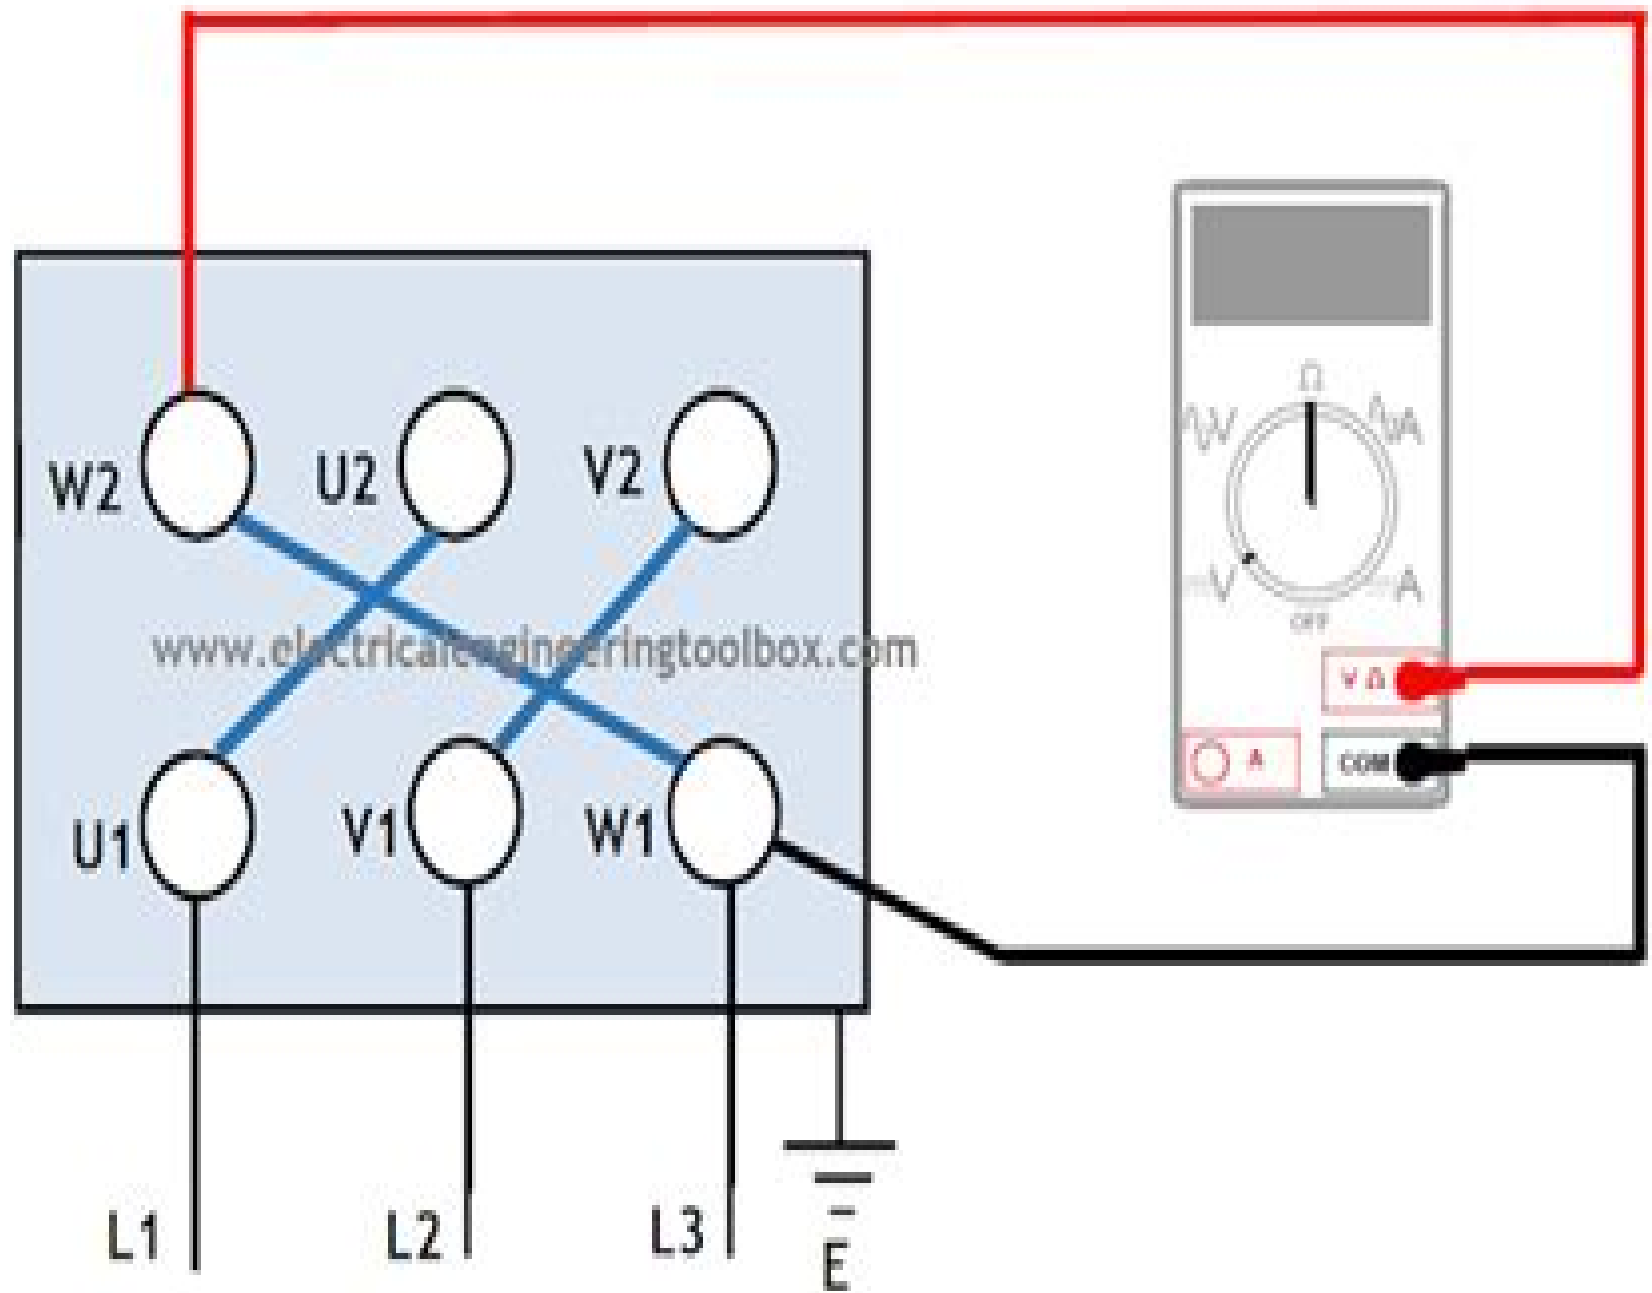 Ω
V
A
W2
U2
V2
V
A
OFF
www.electricalengineeringtoolbox.com
V Ω
A
COM
U1
V1
W1
L1
L2
L3
E